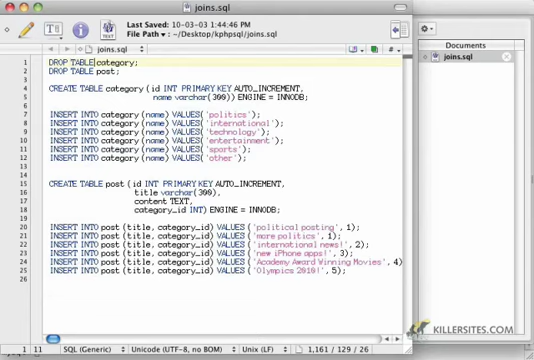 joins.sql
Last Saved: 10-03-03 1:44:46 PM
File Path: ~/Desktop/kphpsql/joins.sql
joins.sql
Documents
joins.sql
1 DROP TABLE category;
2 DROP TABLE post;
4 CREATE TABLE category (id INT PRIMARY KEY AUTO_INCREMENT,
5 name varchar(300)) ENGINE = INNODB;
7 INSERT INTO category (name) VALUES('politics');
8 INSERT INTO category (name) VALUES('international');
9 INSERT INTO category (name) VALUES('technology');
10 INSERT INTO category (name) VALUES('entertainment');
11 INSERT INTO category (name) VALUES('sports');
12 INSERT INTO category (name) VALUES('other');
15 CREATE TABLE post (id INT PRIMARY KEY AUTO_INCREMENT,
16 title varchar(300),
17 content TEXT,
18 category_id INT) ENGINE = INNODB;
20 INSERT INTO post (title, category_id) VALUES ('political posting', 1);
21 INSERT INTO post (title, category_id) VALUES ('more politics', 1);
22 INSERT INTO post (title, category_id) VALUES ('international news!', 2);
23 INSERT INTO post (title, category_id) VALUES ('new iPhone apps!', 3);
24 INSERT INTO post (title, category_id) VALUES ('Academy Award Winning Movies', 4)
25 INSERT INTO post (title, category_id) VALUES ('Olympics 2010!', 5);
26
KILLERSITES.COM
1 11 SQL (Generic) Unicode (UTF-8, no BOM) Unix (LF) 1,161 / 129 / 26